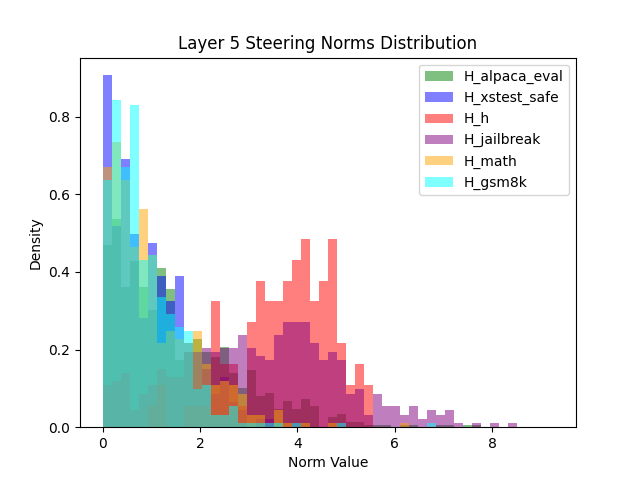 Layer 5 Steering Norms Distribution
H_alpaca_eval
H_xstest_safe
H_h
H_jailbreak
H_math
H_gsm8k
Density
0.8
0.6
0.4
0.2
0.0
0 2 4 6 8
Norm Value